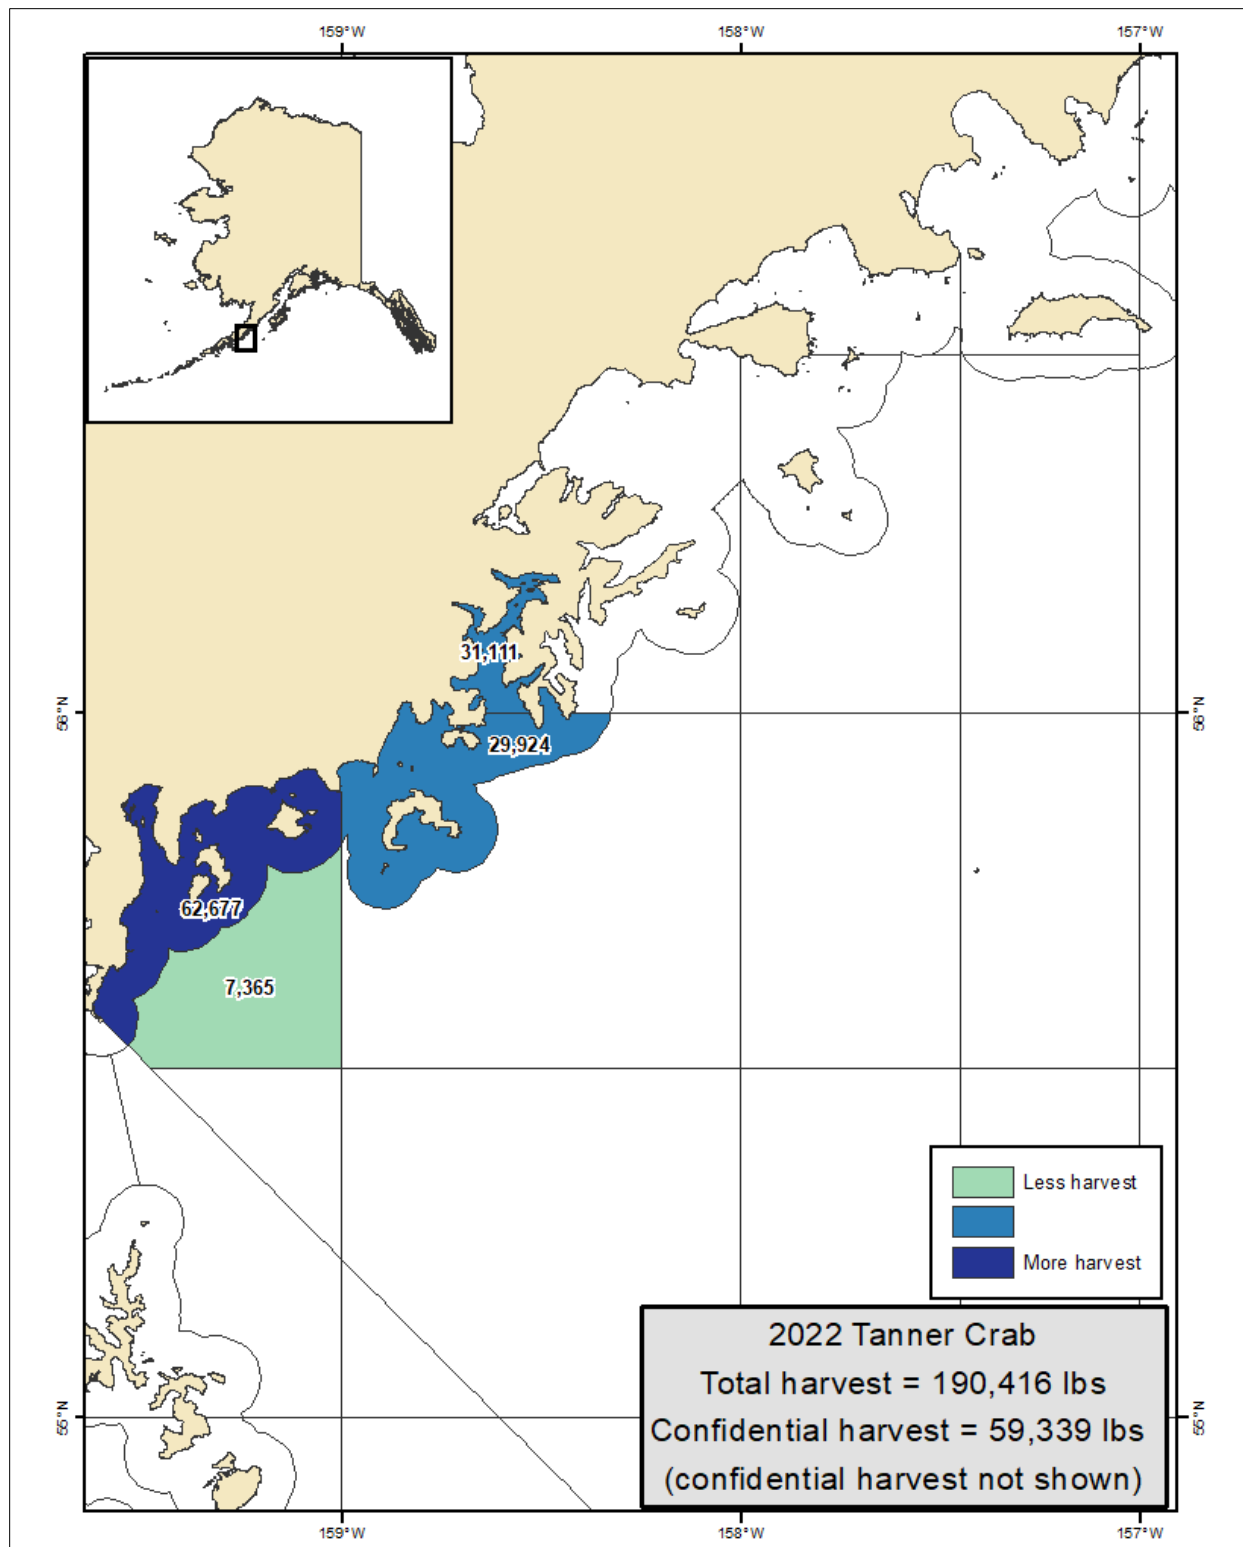 159°W
158°W
157°W
31,111
56°N
56°N
29,924
62,677
7,365
Less harvest
More harvest
2022 Tanner Crab
Total harvest = 190,416 lbs
Confidential harvest = 59,339 lbs
(confidential harvest not shown)
55°N
55°N
159°W
158°W
157°W